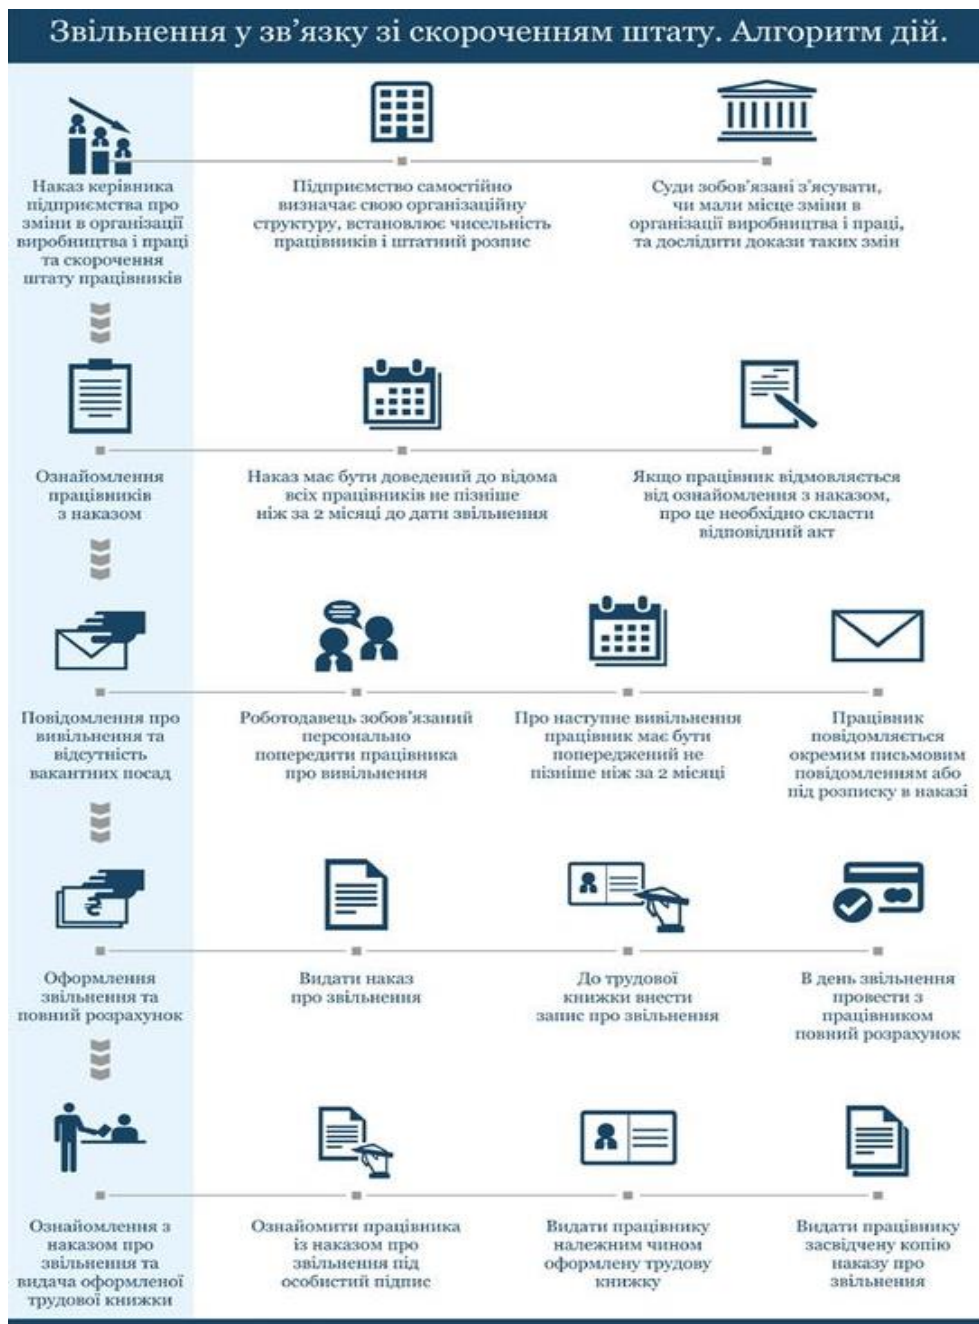 Звільнення у зв’язку зі скороченням штату. Алгоритм дій.
Наказ керівника
підприємства про
зміни в організації
виробництва і праці
та скорочення
штату працівників
Підприємство самостійно
визначає свою організаційну
структуру, встановлює чисельність
працівників і штатний розпис
Суди зобов’язані з’ясувати,
чи мали місце зміни в
організації виробництва і праці,
та дослідити докази таких змін
Ознайомлення
працівників
з наказом
Наказ має бути доведений до відома
всіх працівників не пізніше
ніж за 2 місяці до дати звільнення
Якщо працівник відмовляється
від ознайомлення з наказом,
про це необхідно скласти
відповідний акт
Повідомлення про
вивільнення та
відсутність
вакантних посад
Роботодавець зобов’язаний
персонально
попередити працівника
про вивільнення
Про наступне вивільнення
працівник має бути
попереджений не
пізніше ніж за 2 місяці
Працівник
повідомляється
окремим письмовим
повідомленням або
під розписку в наказі
₴
Оформлення
звільнення та
повний розрахунок
Видати наказ
про звільнення
До трудової
книжки внести
запис про звільнення
В день звільнення
провести з
працівником
повний розрахунок
Ознайомлення з
наказом про
звільнення та
видача оформленої
трудової книжки
Ознайомити працівника
із наказом про
звільнення під
особистий підпис
Видати працівнику
належним чином
оформлену трудову
книжку
Видати працівнику
засвідчену копію
наказу про
звільнення